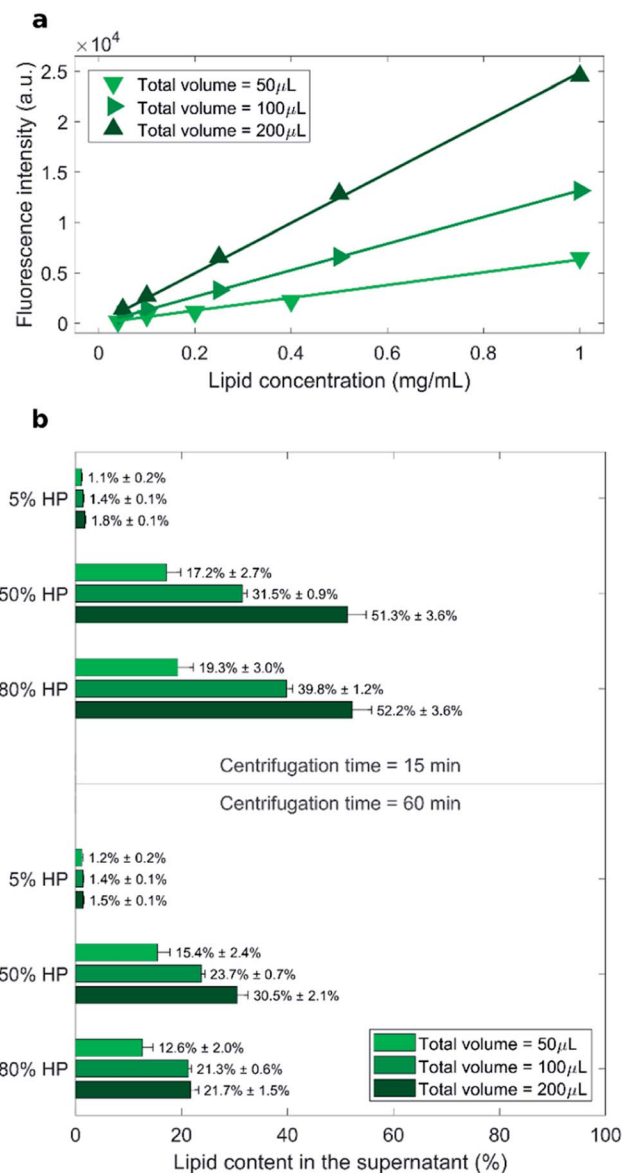 a
×10⁴
Fluorescence intensity (a.u.)
2.5
2
1.5
1
0.5
0
Total volume = 50μL
Total volume = 100μL
Total volume = 200μL
0 0.2 0.4 0.6 0.8 1
Lipid concentration (mg/mL)
b
5% HP
1.1% ± 0.2%
1.4% ± 0.1%
1.8% ± 0.1%
50% HP
17.2% ± 2.7%
31.5% ± 0.9%
51.3% ± 3.6%
80% HP
19.3% ± 3.0%
39.8% ± 1.2%
52.2% ± 3.6%
Centrifugation time = 15 min
Centrifugation time = 60 min
5% HP
1.2% ± 0.2%
1.4% ± 0.1%
1.5% ± 0.1%
50% HP
15.4% ± 2.4%
23.7% ± 0.7%
30.5% ± 2.1%
80% HP
12.6% ± 2.0%
21.3% ± 0.6%
21.7% ± 1.5%
Total volume = 50μL
Total volume = 100μL
Total volume = 200μL
0 20 40 60 80 100
Lipid content in the supernatant (%)